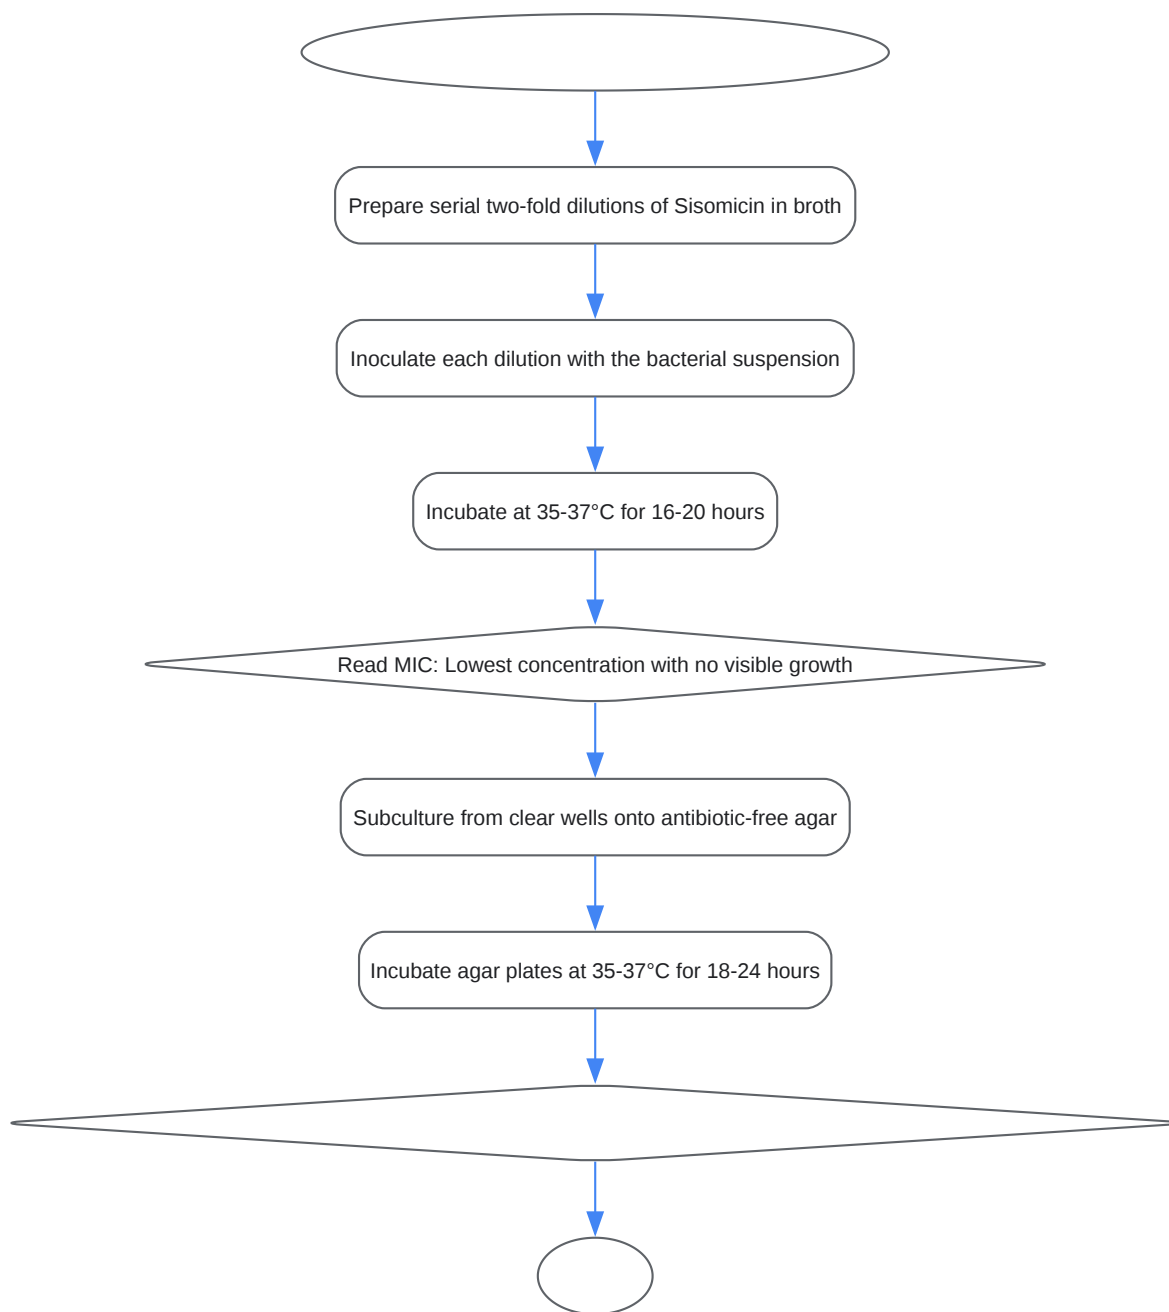 Prepare serial two-fold dilutions of Sisomicin in broth
Inoculate each dilution with the bacterial suspension
Incubate at 35-37°C for 16-20 hours
Read MIC: Lowest concentration with no visible growth
Subculture from clear wells onto antibiotic-free agar
Incubate agar plates at 35-37°C for 18-24 hours